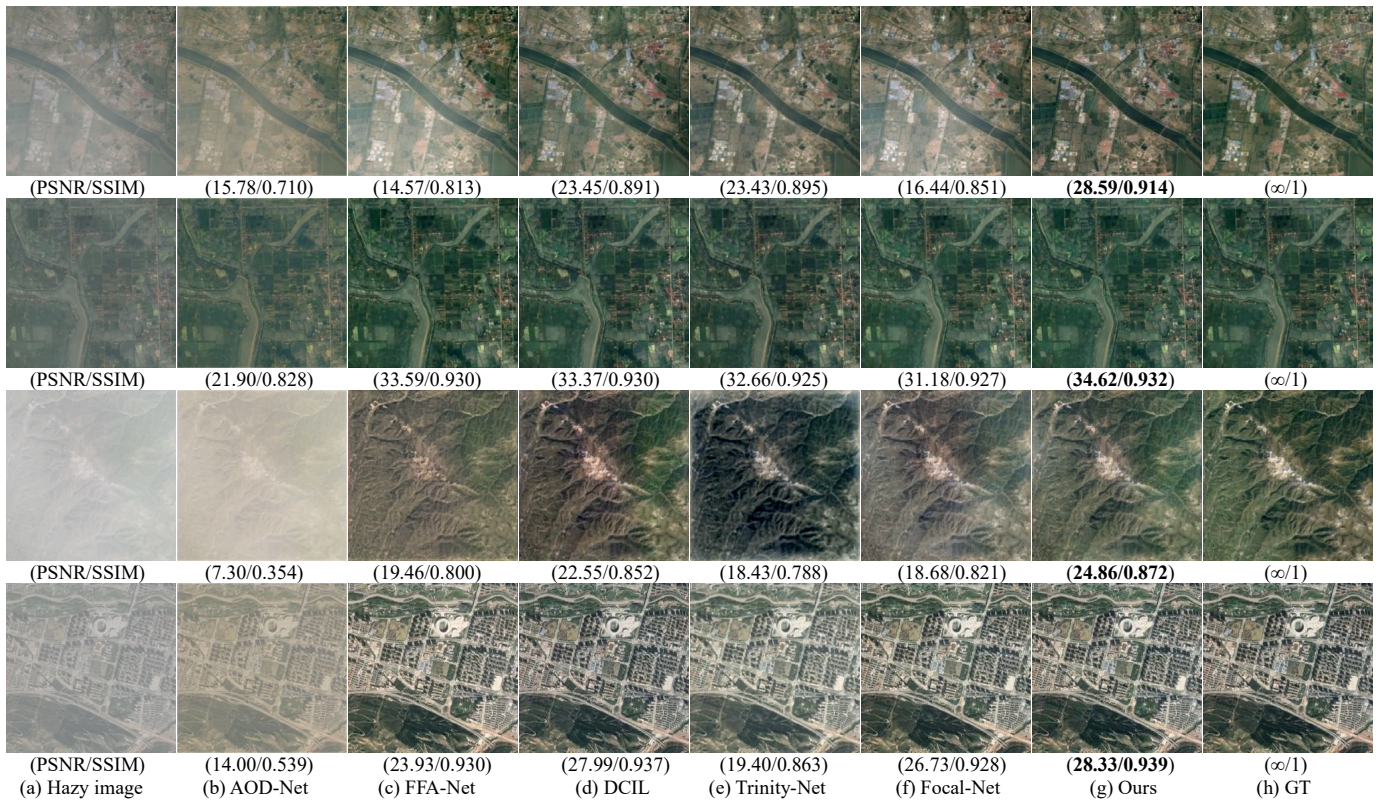 (PSNR/SSIM) (15.78/0.710) (14.57/0.813) (23.45/0.891) (23.43/0.895) (16.44/0.851) (28.59/0.914) (∞/1)
(PSNR/SSIM) (21.90/0.828) (33.59/0.930) (33.37/0.930) (32.66/0.925) (31.18/0.927) (34.62/0.932) (∞/1)
(PSNR/SSIM) (7.30/0.354) (19.46/0.800) (22.55/0.852) (18.43/0.788) (18.68/0.821) (24.86/0.872) (∞/1)
(PSNR/SSIM) (14.00/0.539) (23.93/0.930) (27.99/0.937) (19.40/0.863) (26.73/0.928) (28.33/0.939) (∞/1)
(a) Hazy image (b) AOD-Net (c) FFA-Net (d) DCIL (e) Trinity-Net (f) Focal-Net (g) Ours (h) GT